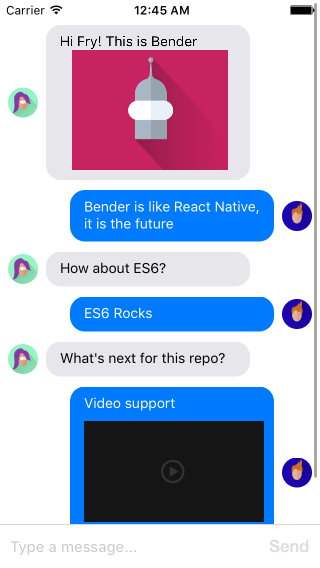 Carrier 12:45 AM
Hi Fry! This is Bender
Bender is like React Native,
it is the future
How about ES6?
ES6 Rocks
What's next for this repo?
Video support
Type a message... Send